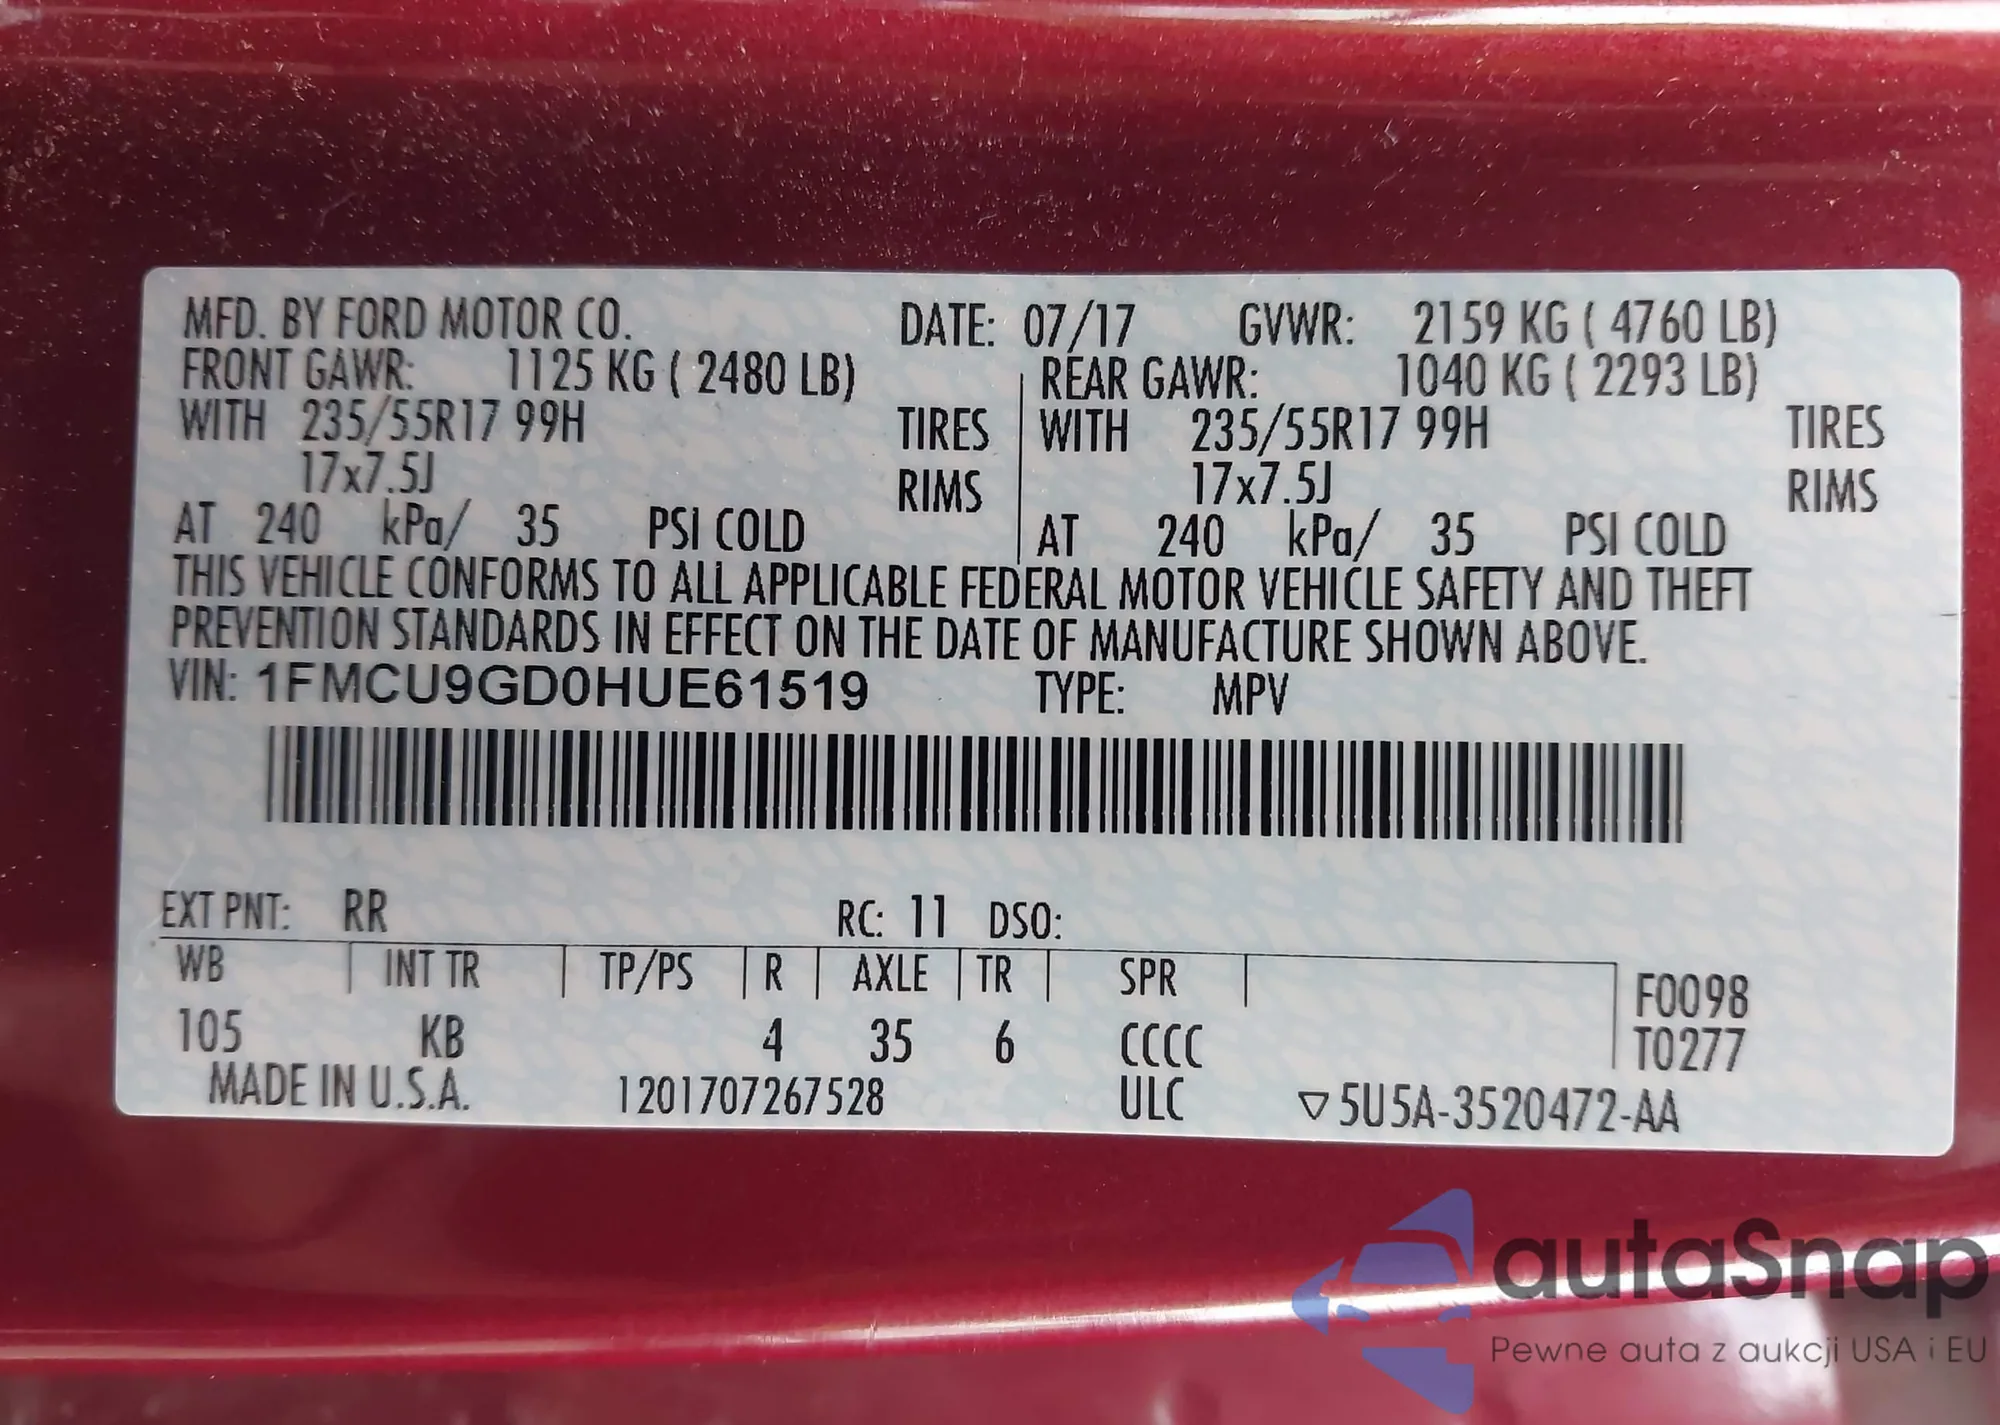 MFD. BY FORD MOTOR CO. DATE: 07/17 GVWR: 2159 KG ( 4760 LB)
FRONT GAWR: 1125 KG ( 2480 LB) REAR GAWR: 1040 KG ( 2293 LB)
WITH 235/55R17 99H TIRES WITH 235/55R17 99H TIRES
17x7.5J RIMS 17x7.5J RIMS
AT 240 kPa/ 35 PSI COLD AT 240 kPa/ 35 PSI COLD
THIS VEHICLE CONFORMS TO ALL APPLICABLE FEDERAL MOTOR VEHICLE SAFETY AND THEFT
PREVENTION STANDARDS IN EFFECT ON THE DATE OF MANUFACTURE SHOWN ABOVE.
VIN: 1FMCU9GD0HUE61519 TYPE: MPV
EXT PNT: RR RC: 11 DSO:
WB INT TR TP/PS R AXLE TR SPR F0098
105 KB 4 35 6 CCCC T0277
MADE IN U.S.A. 1201707267528 ULC ▽5U5A-3520472-AA
autaSnap
Pewne auta z aukcji USA i EU